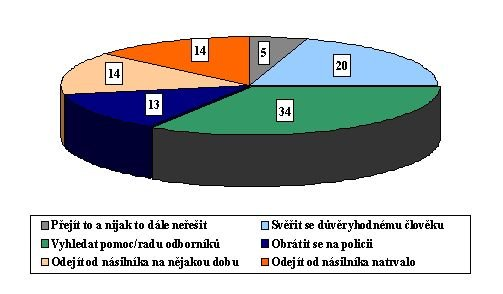 5
14
20
14
13
34
Přejít to a nijak to dále neřešit
Svěřit se důvěryhodnému člověku
Vyhledat pomoc/radu odborníků
Obrátit se na policii
Odejít od násilníka na nějakou dobu
Odejít od násilníka natrvalo